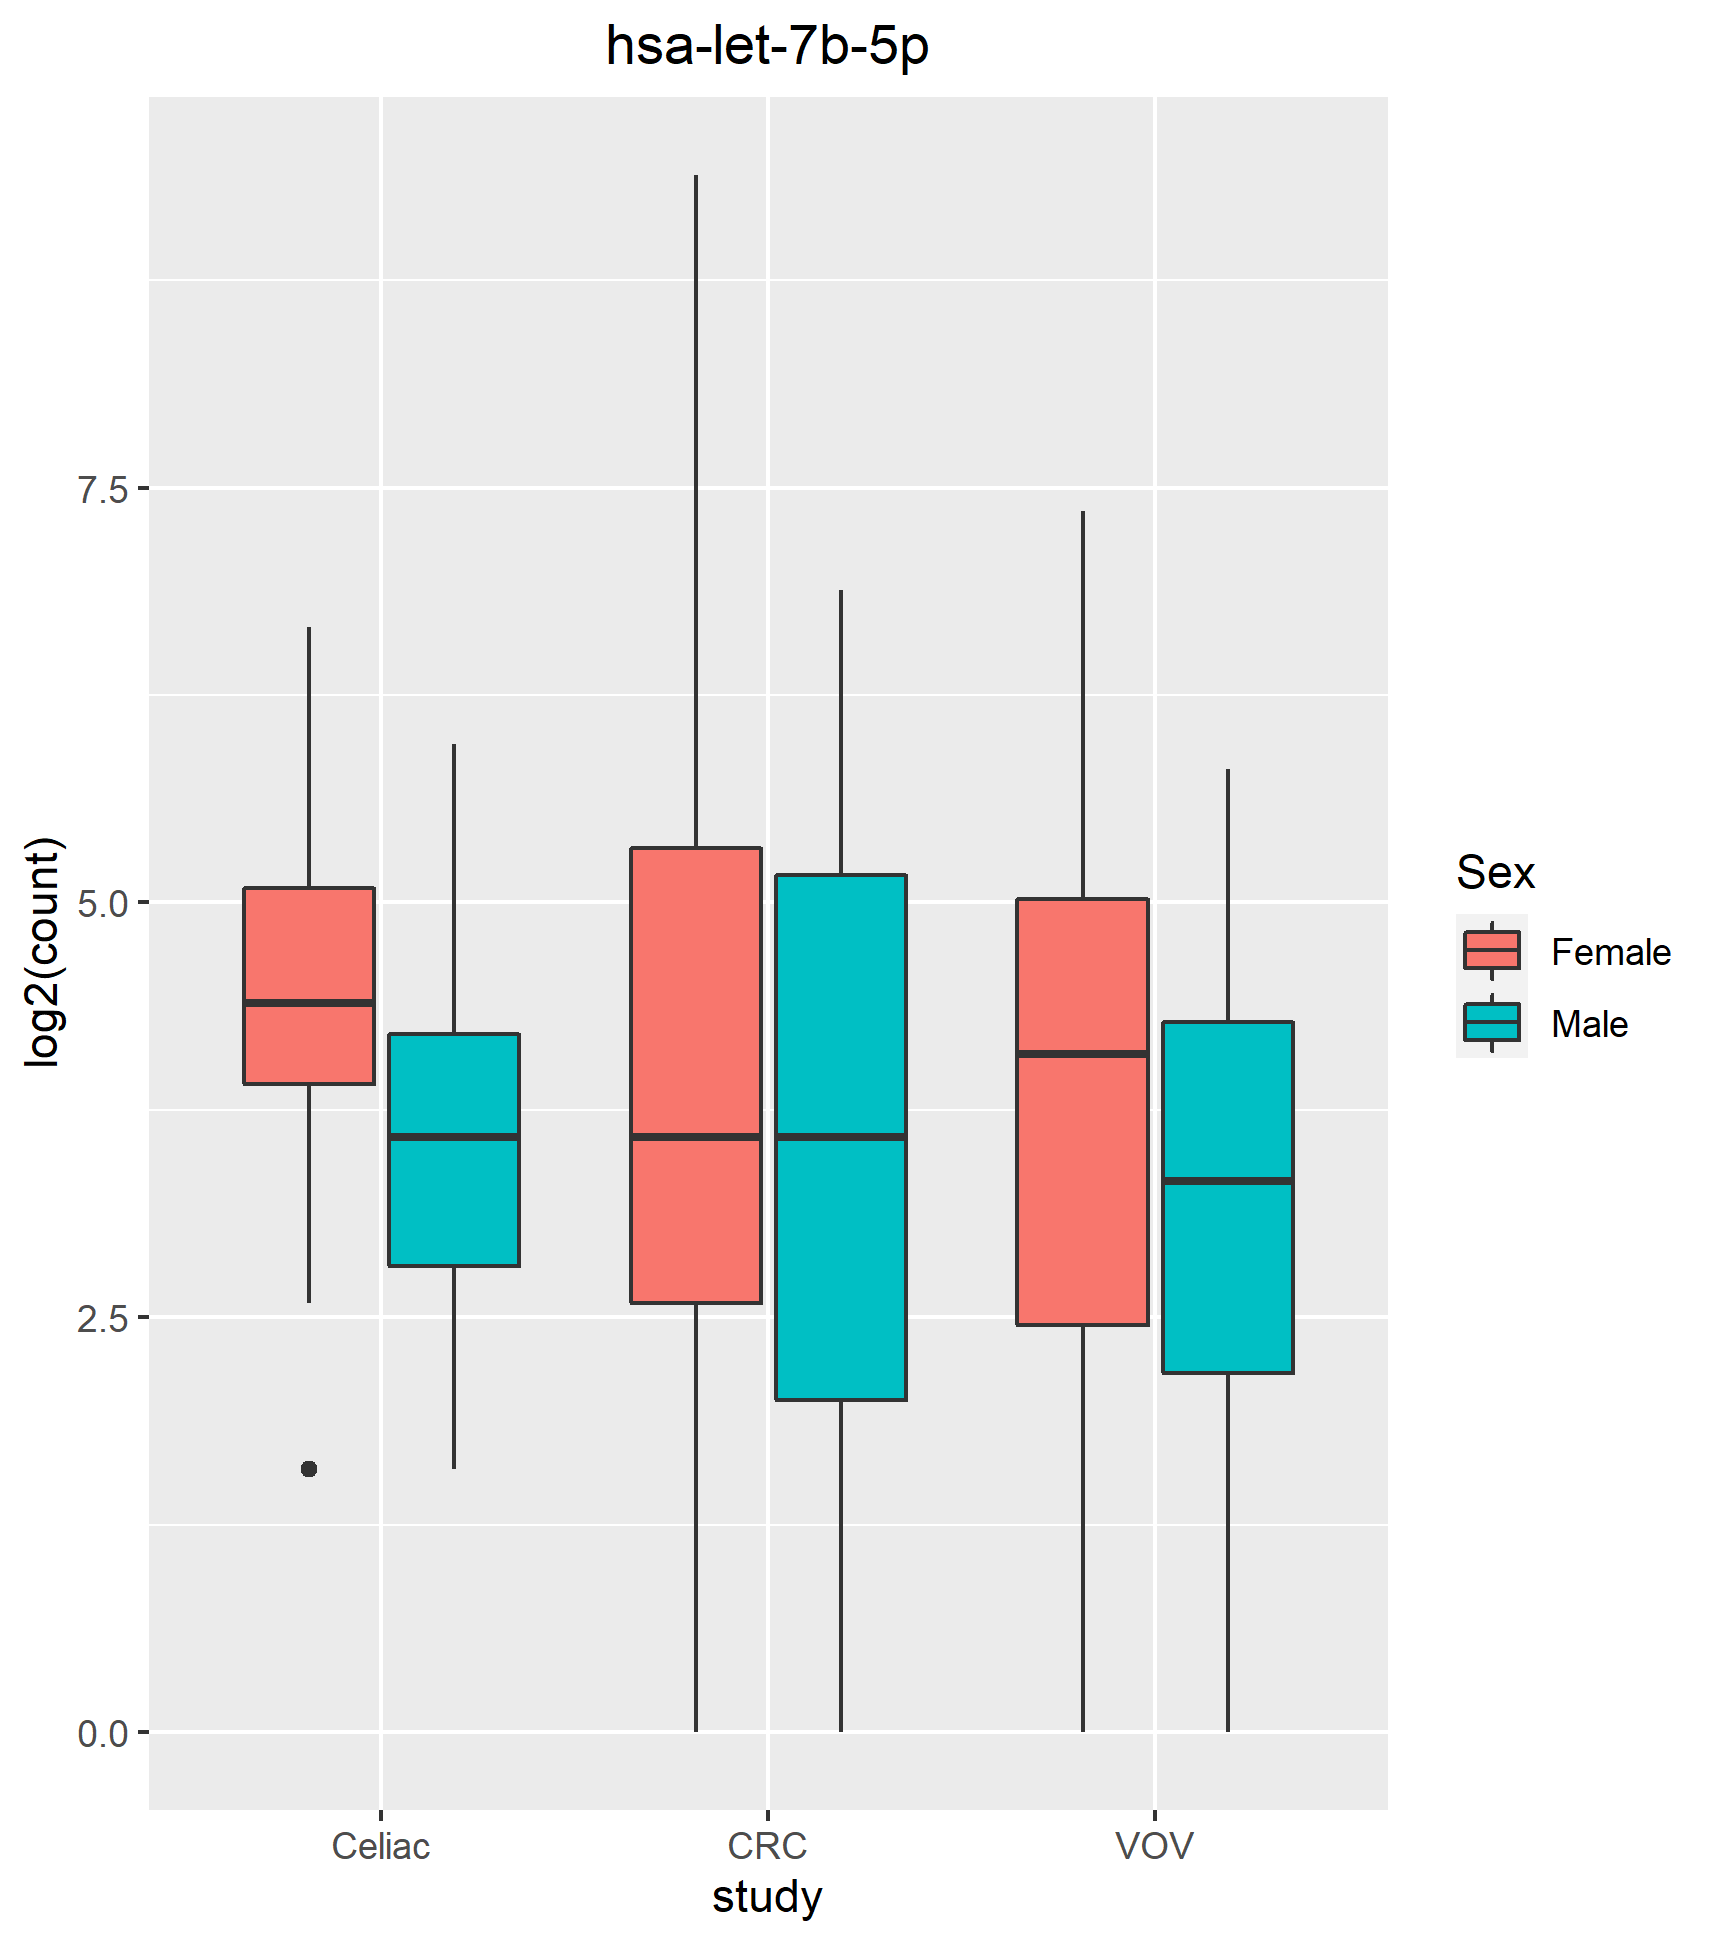 hsa-let-7b-5p
log2(count)
7.5
5.0
2.5
0.0
Celiac
CRC
VOV
study
Sex
Female
Male